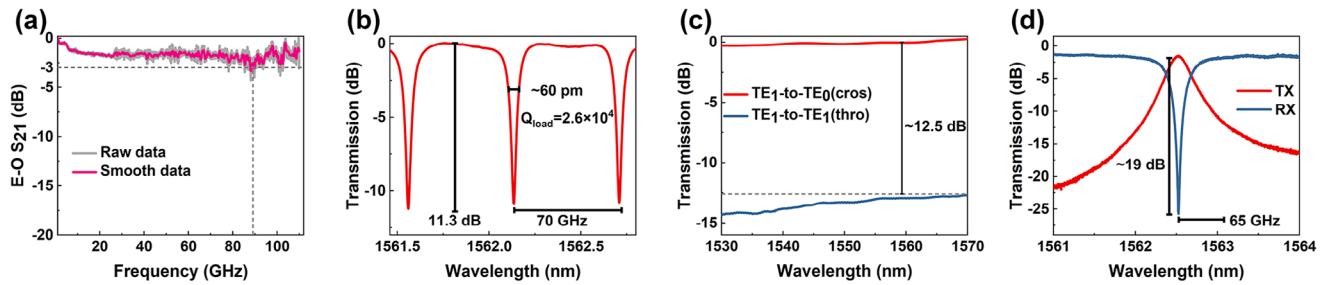 (a)
E-O S21 (dB)
0
-3
-5
-10
-15
-20
Raw data
Smooth data
20 40 60 80 100
Frequency (GHz)
(b)
Transmission (dB)
0
-5
-10
~60 pm
Qload=2.6×10⁴
11.3 dB
70 GHz
1561.5 1562.0 1562.5
Wavelength (nm)
(c)
Transmission (dB)
0
-5
-10
-15
TE1-to-TE0(cros)
TE1-to-TE1(thro)
~12.5 dB
1530 1540 1550 1560 1570
Wavelength (nm)
(d)
Transmission (dB)
0
-5
-10
-15
-20
-25
TX
RX
~19 dB
65 GHz
1561 1562 1563 1564
Wavelength (nm)